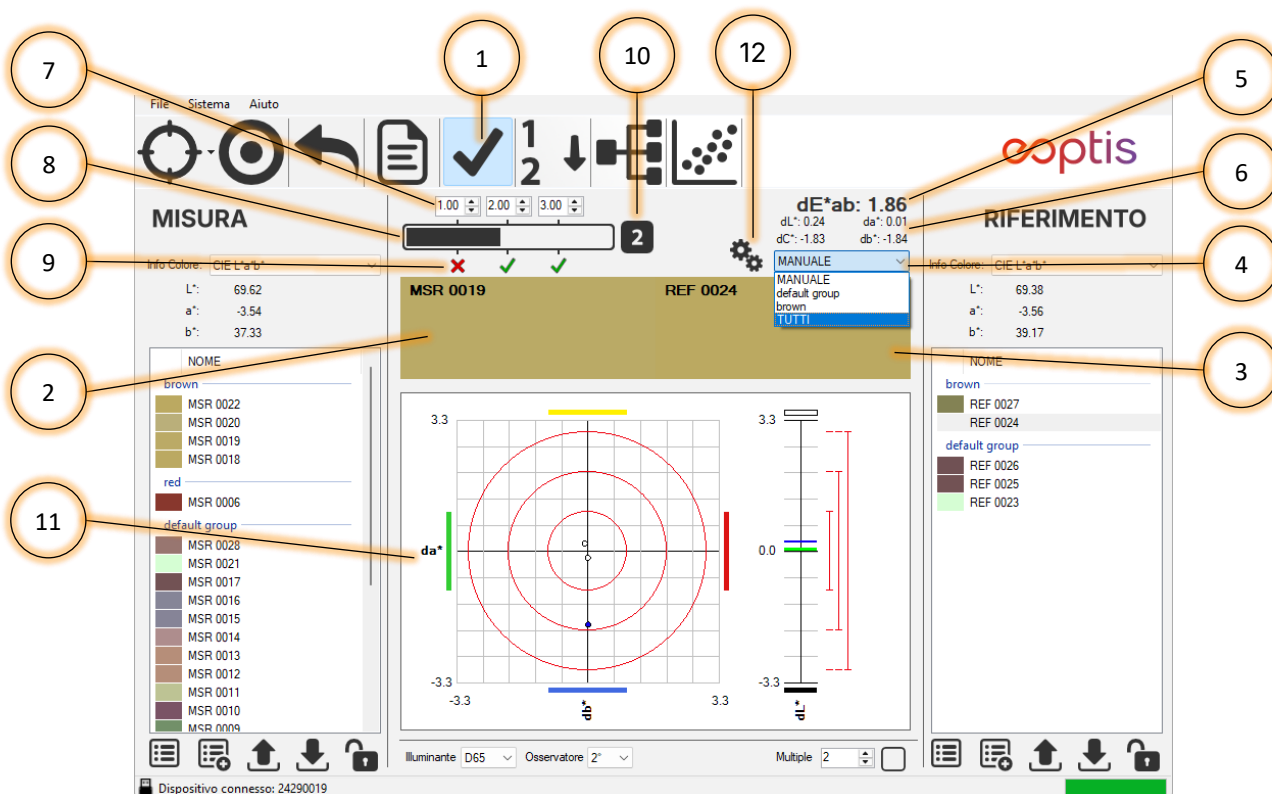 7
1
10
12
5
File Sistema Aiuto
1
2
eoptis
8
6
MISURA
1.00 2.00 3.00
2
dE*ab: 1.86
dL*: 0.24 da*: 0.01
dC*: -1.83 db*: -1.84
RIFERIMENTO
9
4
Info Colore: CIE L*a*b*
MANUALE
Info Colore: CIE L*a*b*
MANUALE
default group
brown
TUTTI
L*: 69.62
a*: -3.54
b*: 37.33
MSR 0019 REF 0024
L*: 69.38
a*: -3.56
b*: 39.17
2
3
NOME
brown
MSR 0022
MSR 0020
MSR 0019
MSR 0018
red
MSR 0006
default group
MSR 0028
MSR 0021
MSR 0017
MSR 0016
MSR 0015
MSR 0014
MSR 0013
MSR 0012
MSR 0011
MSR 0010
MSR 0009
11
3.3
da*
-3.3
-3.3 3.3
db*
3.3
0.0
-3.3
dL*
NOME
brown
REF 0027
REF 0024
default group
REF 0026
REF 0025
REF 0023
Illuminante D65 Osservatore 2° Multiple 2
Dispositivo connesso: 24290019